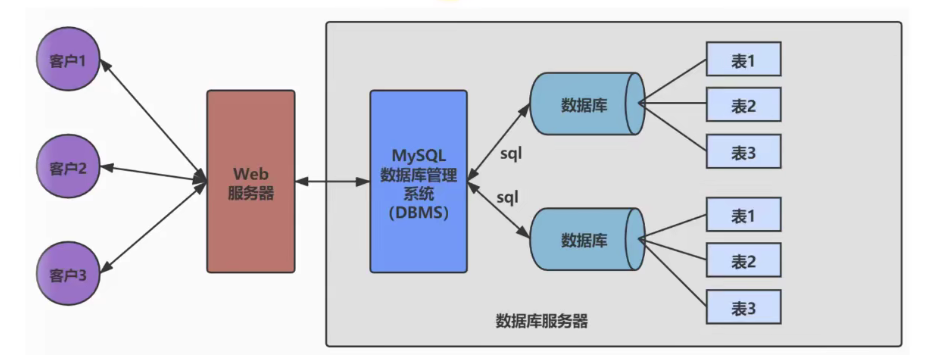 客户1
客户2
客户3
Web
服务器
MySQL
数据库管理
系统
（DBMS）
sql
sql
数据库
表1
表2
表3
数据库
表1
表2
表3
数据库服务器